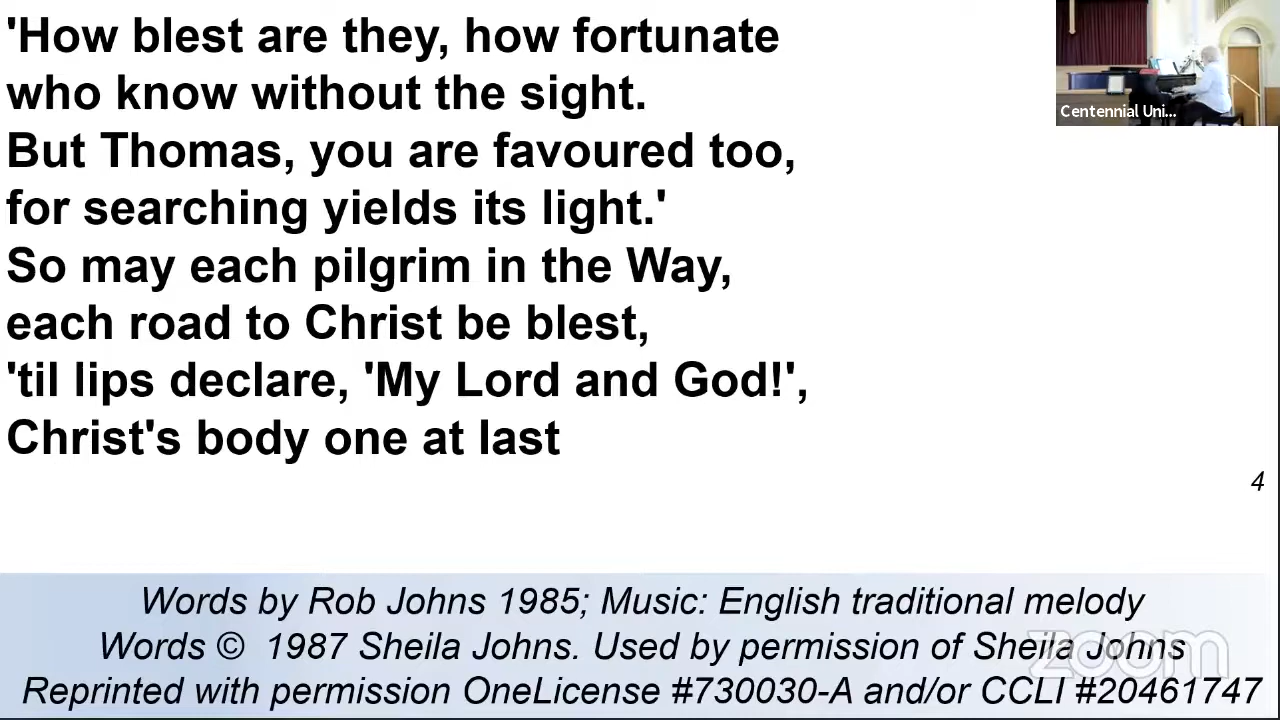 'How blest are they, how fortunate
who know without the sight.
But Thomas, you are favoured too,
for searching yields its light.'
So may each pilgrim in the Way,
each road to Christ be blest,
'til lips declare, 'My Lord and God!',
Christ's body one at last
Centennial Uni...
4
Words by Rob Johns 1985; Music: English traditional melody
Words © 1987 Sheila Johns. Used by permission of Sheila Johns
Reprinted with permission OneLicense #730030-A and/or CCLI #20461747
zoom